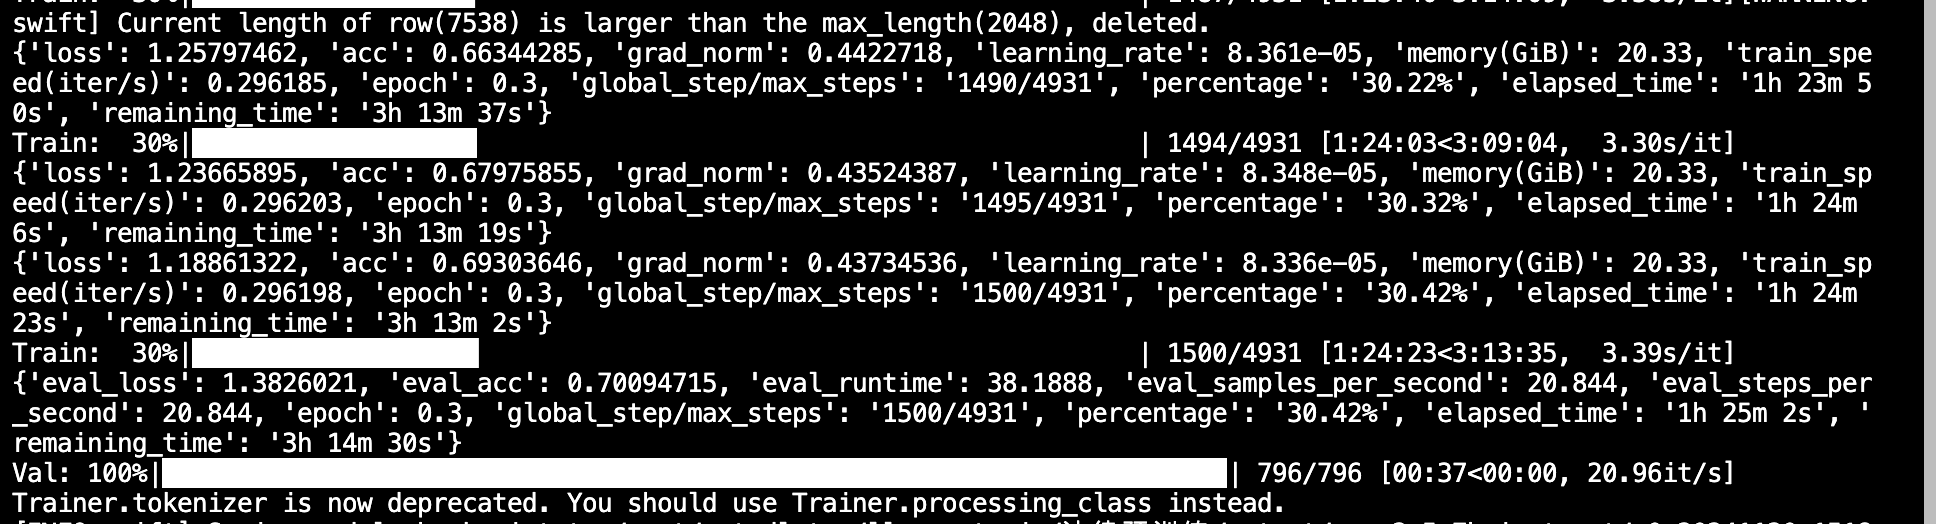 swift] Current length of row(7538) is larger than the max_length(2048), deleted.
{'loss': 1.25797462, 'acc': 0.66344285, 'grad_norm': 0.4422718, 'learning_rate': 8.361e-05, 'memory(GiB)': 20.33, 'train_spe
ed(iter/s)': 0.296185, 'epoch': 0.3, 'global_step/max_steps': '1490/4931', 'percentage': '30.22%', 'elapsed_time': '1h 23m 5
0s', 'remaining_time': '3h 13m 37s'}
Train:  30%| | 1494/4931 [1:24:03<3:09:04,  3.30s/it]
{'loss': 1.23665895, 'acc': 0.67975855, 'grad_norm': 0.43524387, 'learning_rate': 8.348e-05, 'memory(GiB)': 20.33, 'train_sp
eed(iter/s)': 0.296203, 'epoch': 0.3, 'global_step/max_steps': '1495/4931', 'percentage': '30.32%', 'elapsed_time': '1h 24m
6s', 'remaining_time': '3h 13m 19s'}
{'loss': 1.18861322, 'acc': 0.69303646, 'grad_norm': 0.43734536, 'learning_rate': 8.336e-05, 'memory(GiB)': 20.33, 'train_sp
eed(iter/s)': 0.296198, 'epoch': 0.3, 'global_step/max_steps': '1500/4931', 'percentage': '30.42%', 'elapsed_time': '1h 24m
23s', 'remaining_time': '3h 13m 2s'}
Train:  30%| | 1500/4931 [1:24:23<3:13:35,  3.39s/it]
{'eval_loss': 1.3826021, 'eval_acc': 0.70094715, 'eval_runtime': 38.1888, 'eval_samples_per_second': 20.844, 'eval_steps_per
_second': 20.844, 'epoch': 0.3, 'global_step/max_steps': '1500/4931', 'percentage': '30.42%', 'elapsed_time': '1h 25m 2s', '
remaining_time': '3h 14m 30s'}
Val: 100%| | 796/796 [00:37<00:00, 20.96it/s]
Trainer.tokenizer is now deprecated. You should use Trainer.processing_class instead.